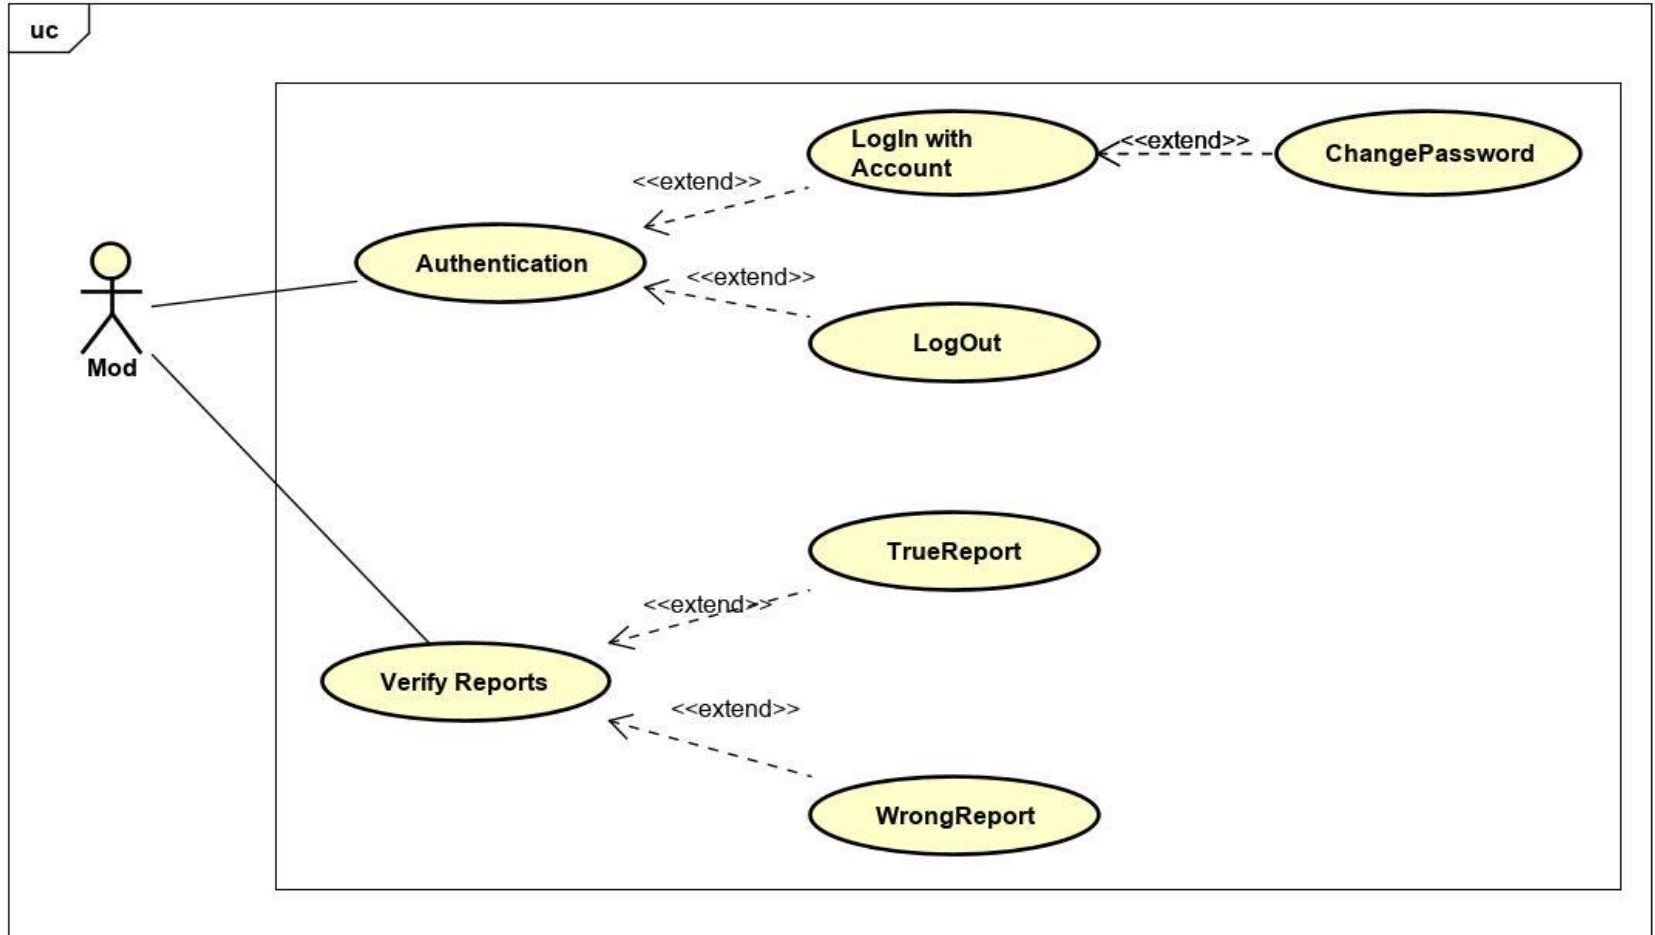 uc
LogIn with
Account
<<extend>>
ChangePassword
<<extend>>
Authentication
<<extend>>
LogOut
Mod
TrueReport
<<extend>>
Verify Reports
<<extend>>
WrongReport